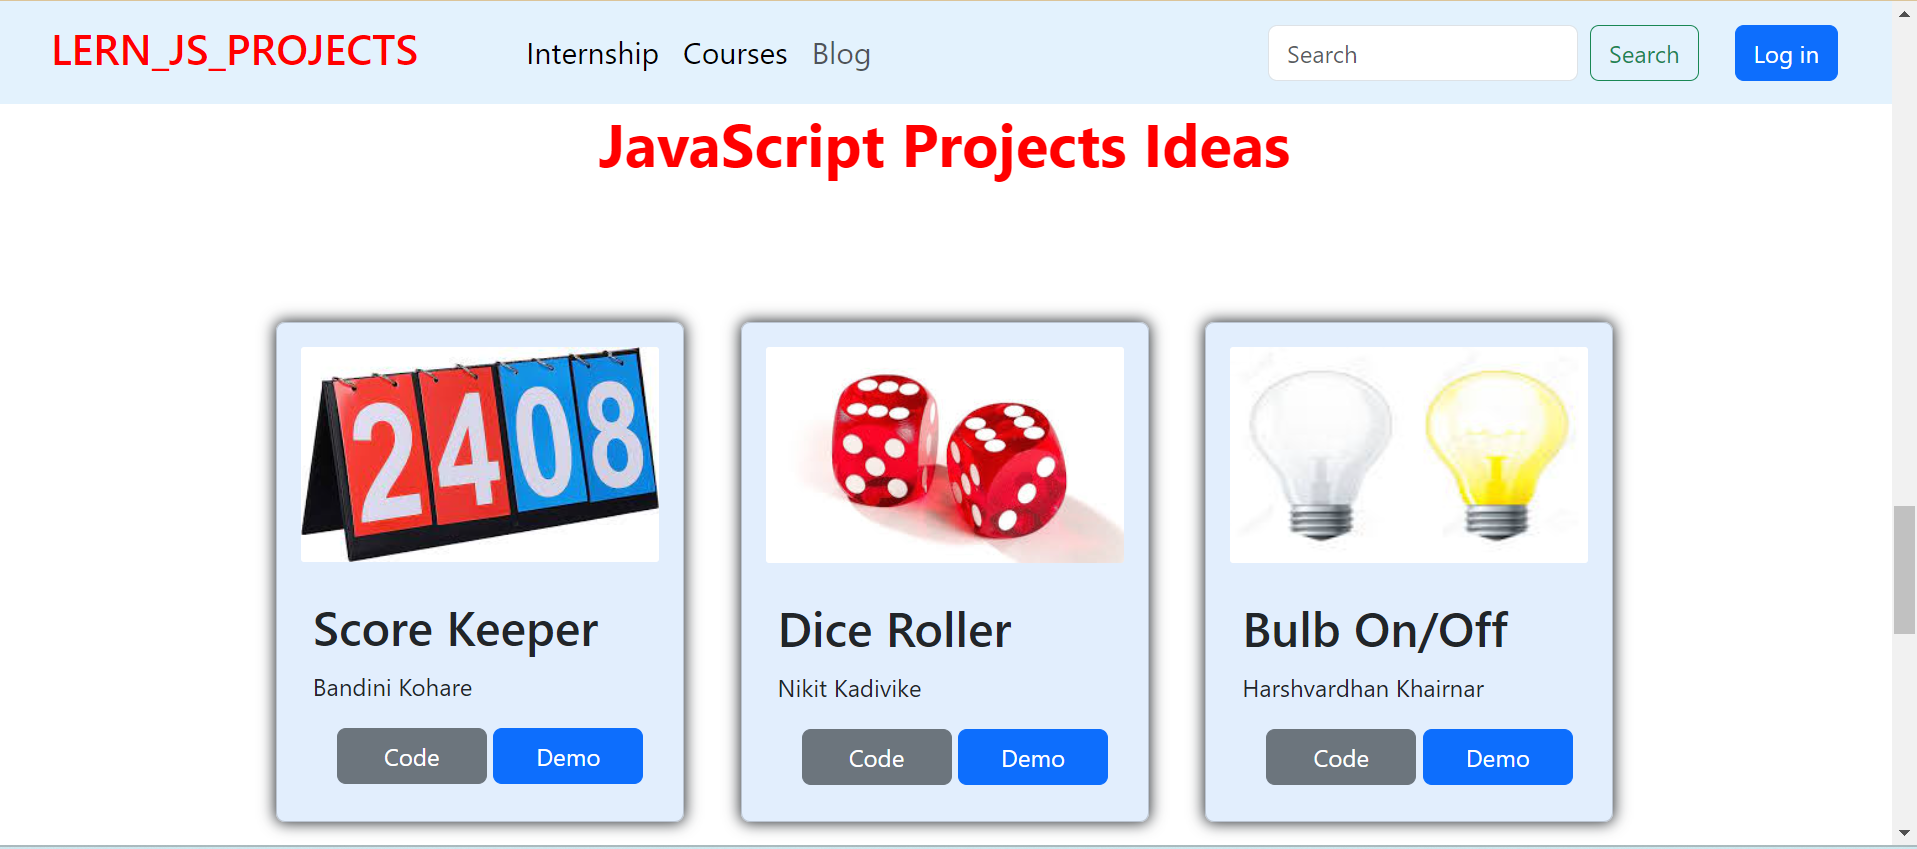 LERN_JS_PROJECTS Internship Courses Blog Search Search Log in
JavaScript Projects Ideas
2408
Score Keeper
Bandini Kohare
Code Demo
Dice Roller
Nikit Kadivike
Code Demo
Bulb On/Off
Harshvardhan Khairnar
Code Demo